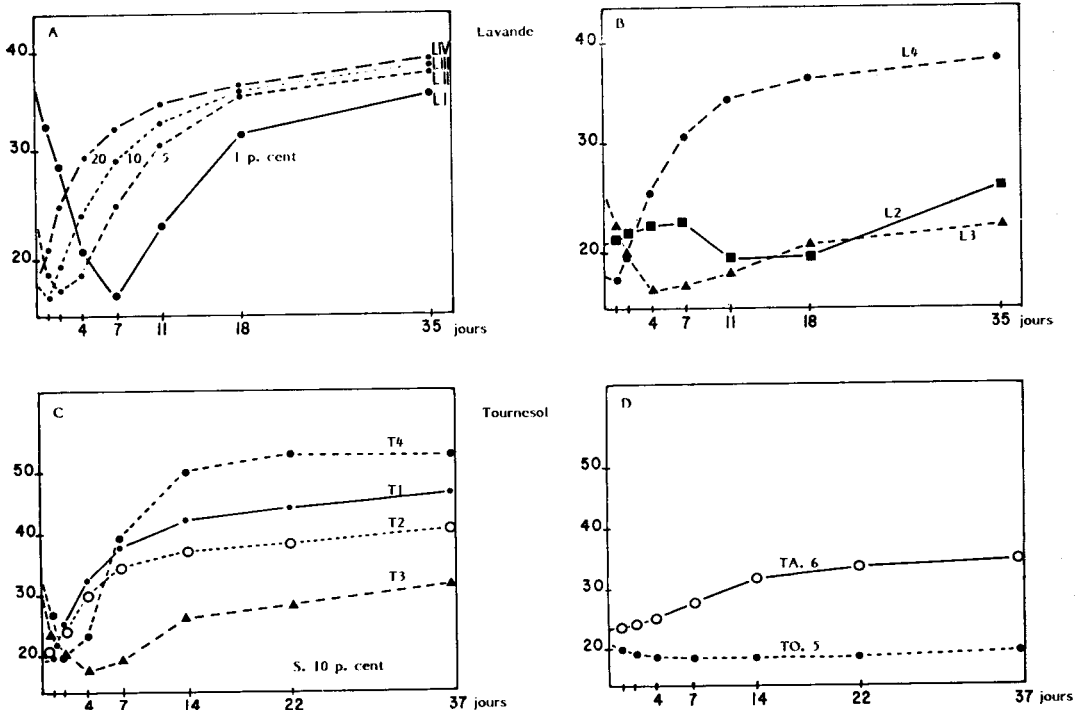 A
Lavande
B
40
30
20
LIV
LIII
LII
LI
20 10 5
1 p. cent
4 7 11 18 35 jours
40
30
20
L4
L2
L3
4 7 11 18 35 jours
C
Tournesol
D
50
40
30
20
T4
T1
T2
T3
S. 10 p. cent
4 7 14 22 37 jours
50
40
30
20
TA. 6
TO. 5
4 7 14 22 37 jours